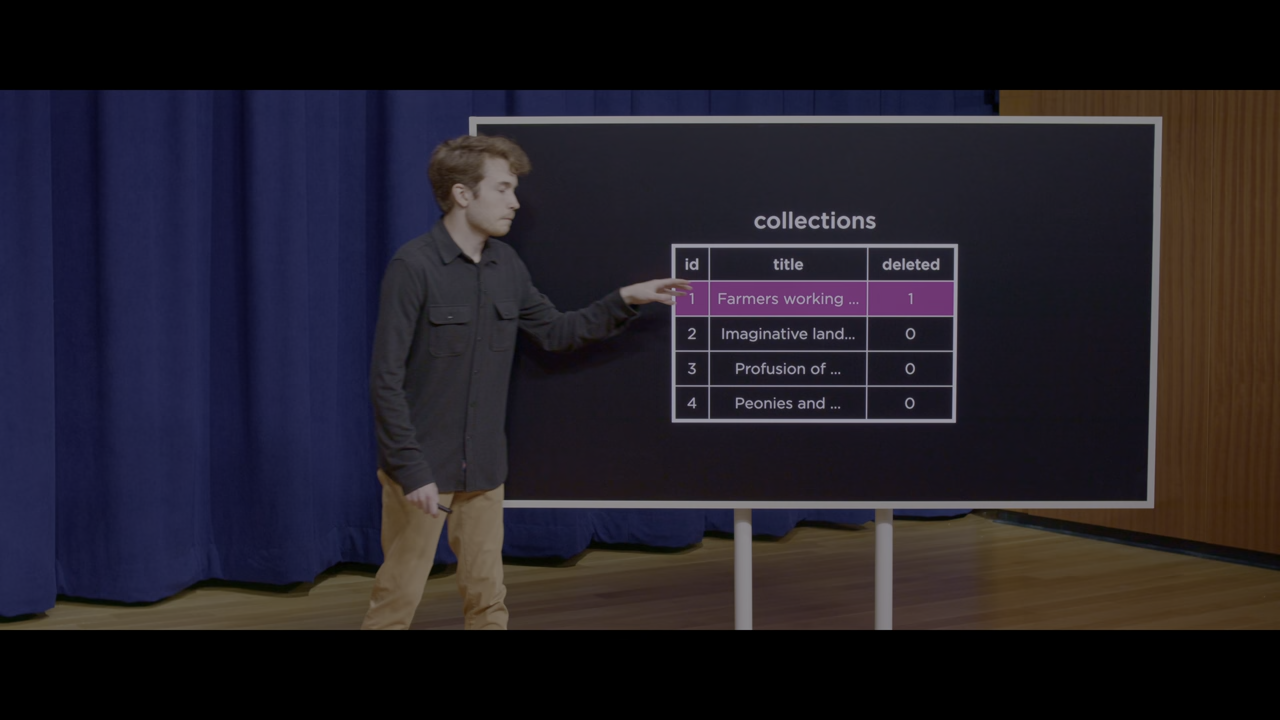 collections
id title deleted
1 Farmers working ... 1
2 Imaginative land... 0
3 Profusion of ... 0
4 Peonies and ... 0